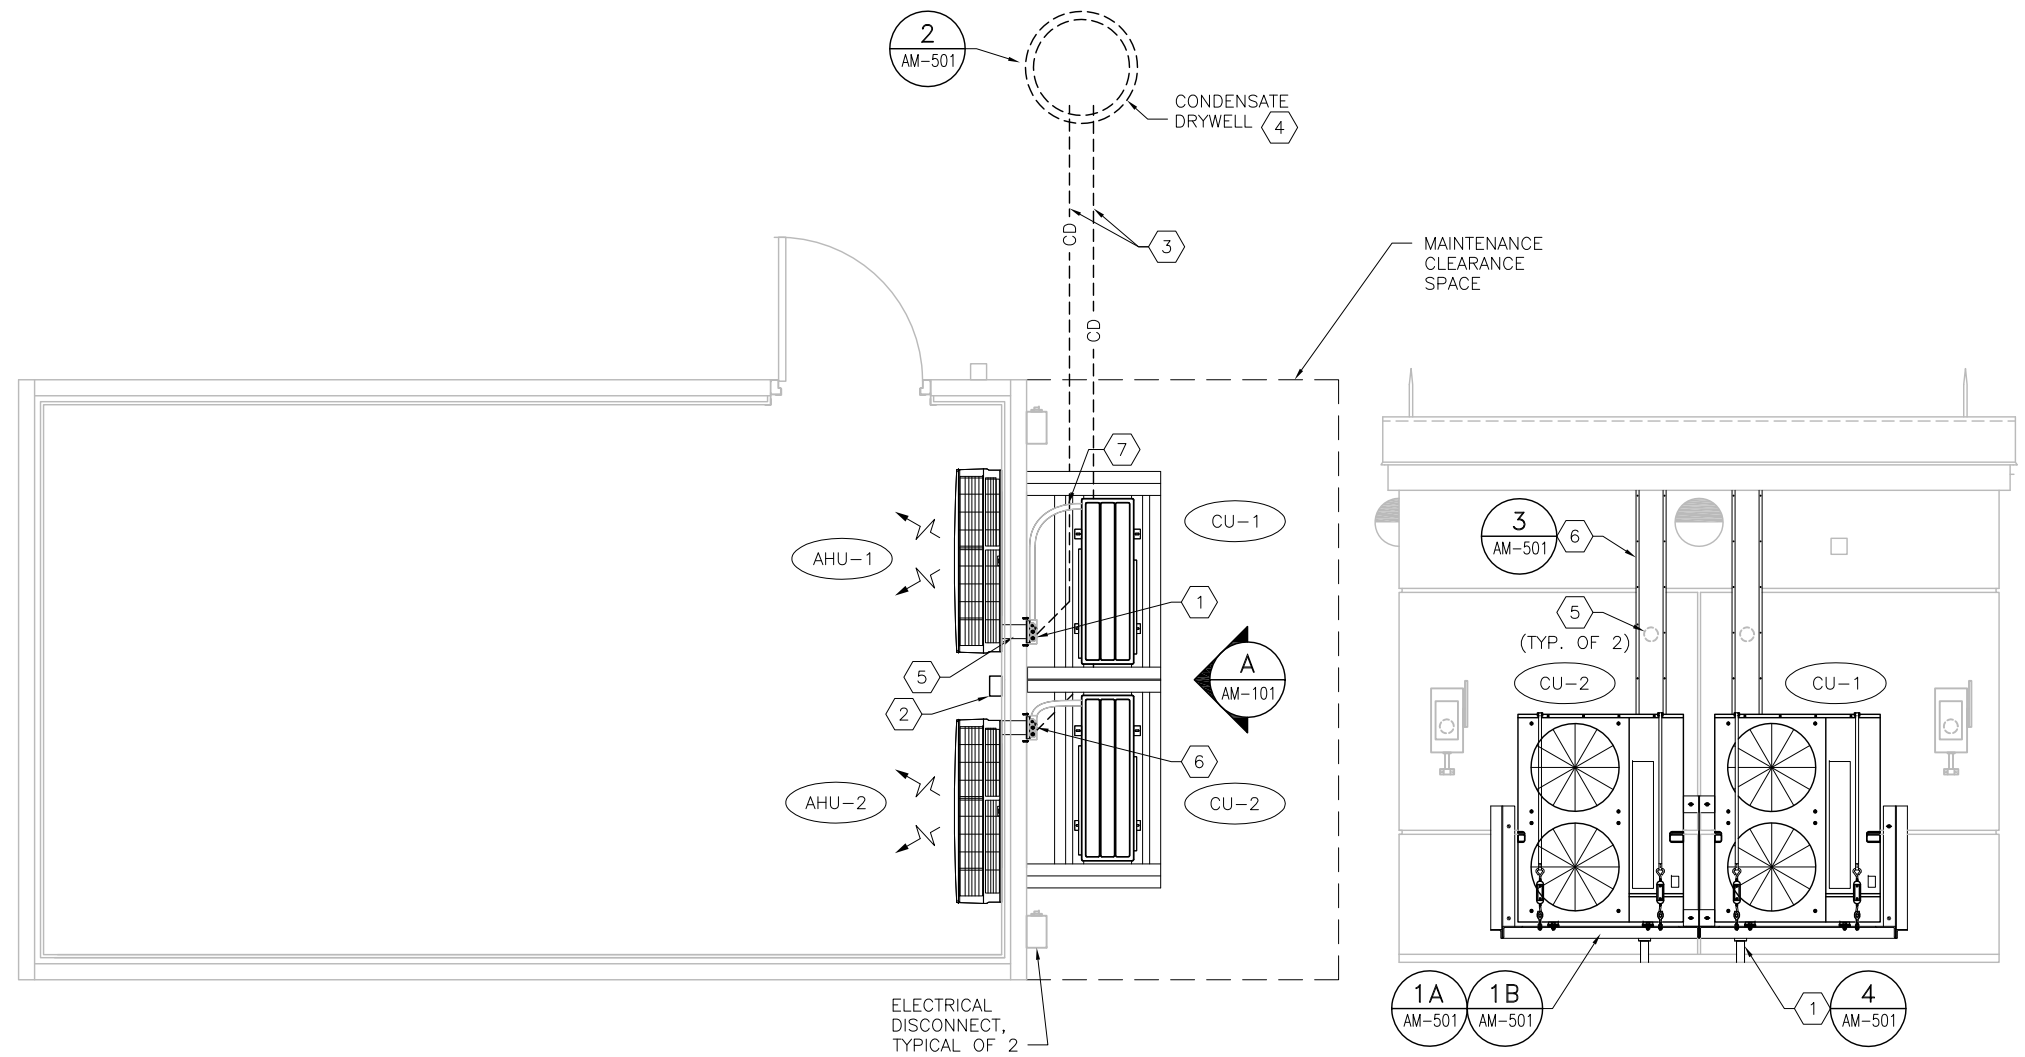 2
AM-501
CONDENSATE
DRYWELL 4
CD
3
CD
MAINTENANCE
CLEARANCE
SPACE
7
CU-1
AHU-1
1
5
A
AM-101
2
6
AHU-2
CU-2
ELECTRICAL
DISCONNECT,
TYPICAL OF 2
3
AM-501
6
5
(TYP. OF 2)
CU-2
CU-1
1A
AM-501
1B
AM-501
1
4
AM-501